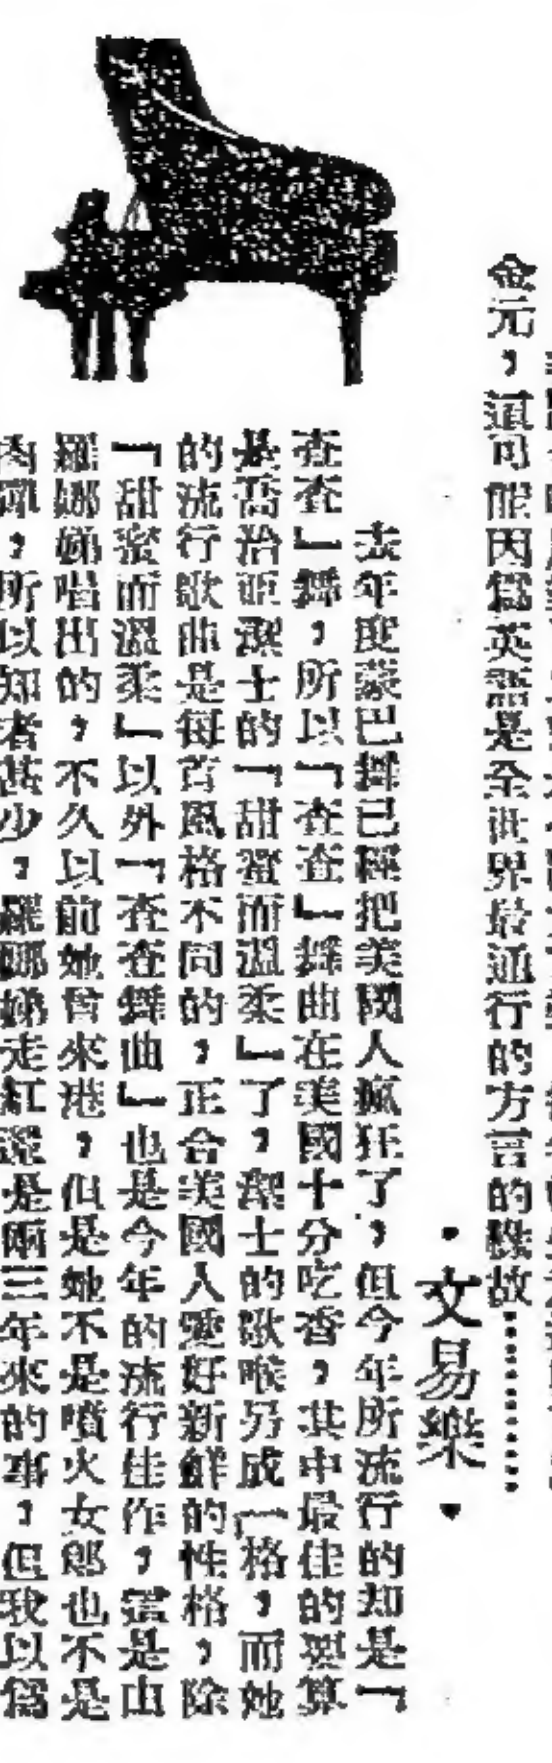 金元，這可能因爲英語是全世界最通行的方言的緣故………
・文易樂・
去年度蒙巴舞已經把美國人瘋狂了，但今年所流行的却是「
查查」舞，所以「查查」舞曲在美國十分吃香，其中最佳的要算
是喬治亞潔士的「甜蜜而溫柔」了，潔士的歌喉另成一格，而她
的流行歌曲是每首風格不同的，正合美國人愛好新鮮的性格，除
「甜蜜而溫柔」以外「查查舞曲」也是今年的流行佳作，這是由
羅娜娣唱出的，不久以前她曾來港，但是她不是噴火女郎也不是
肉彈，所以知者甚少，羅娜娣走紅還是兩三年來的事，但我以爲